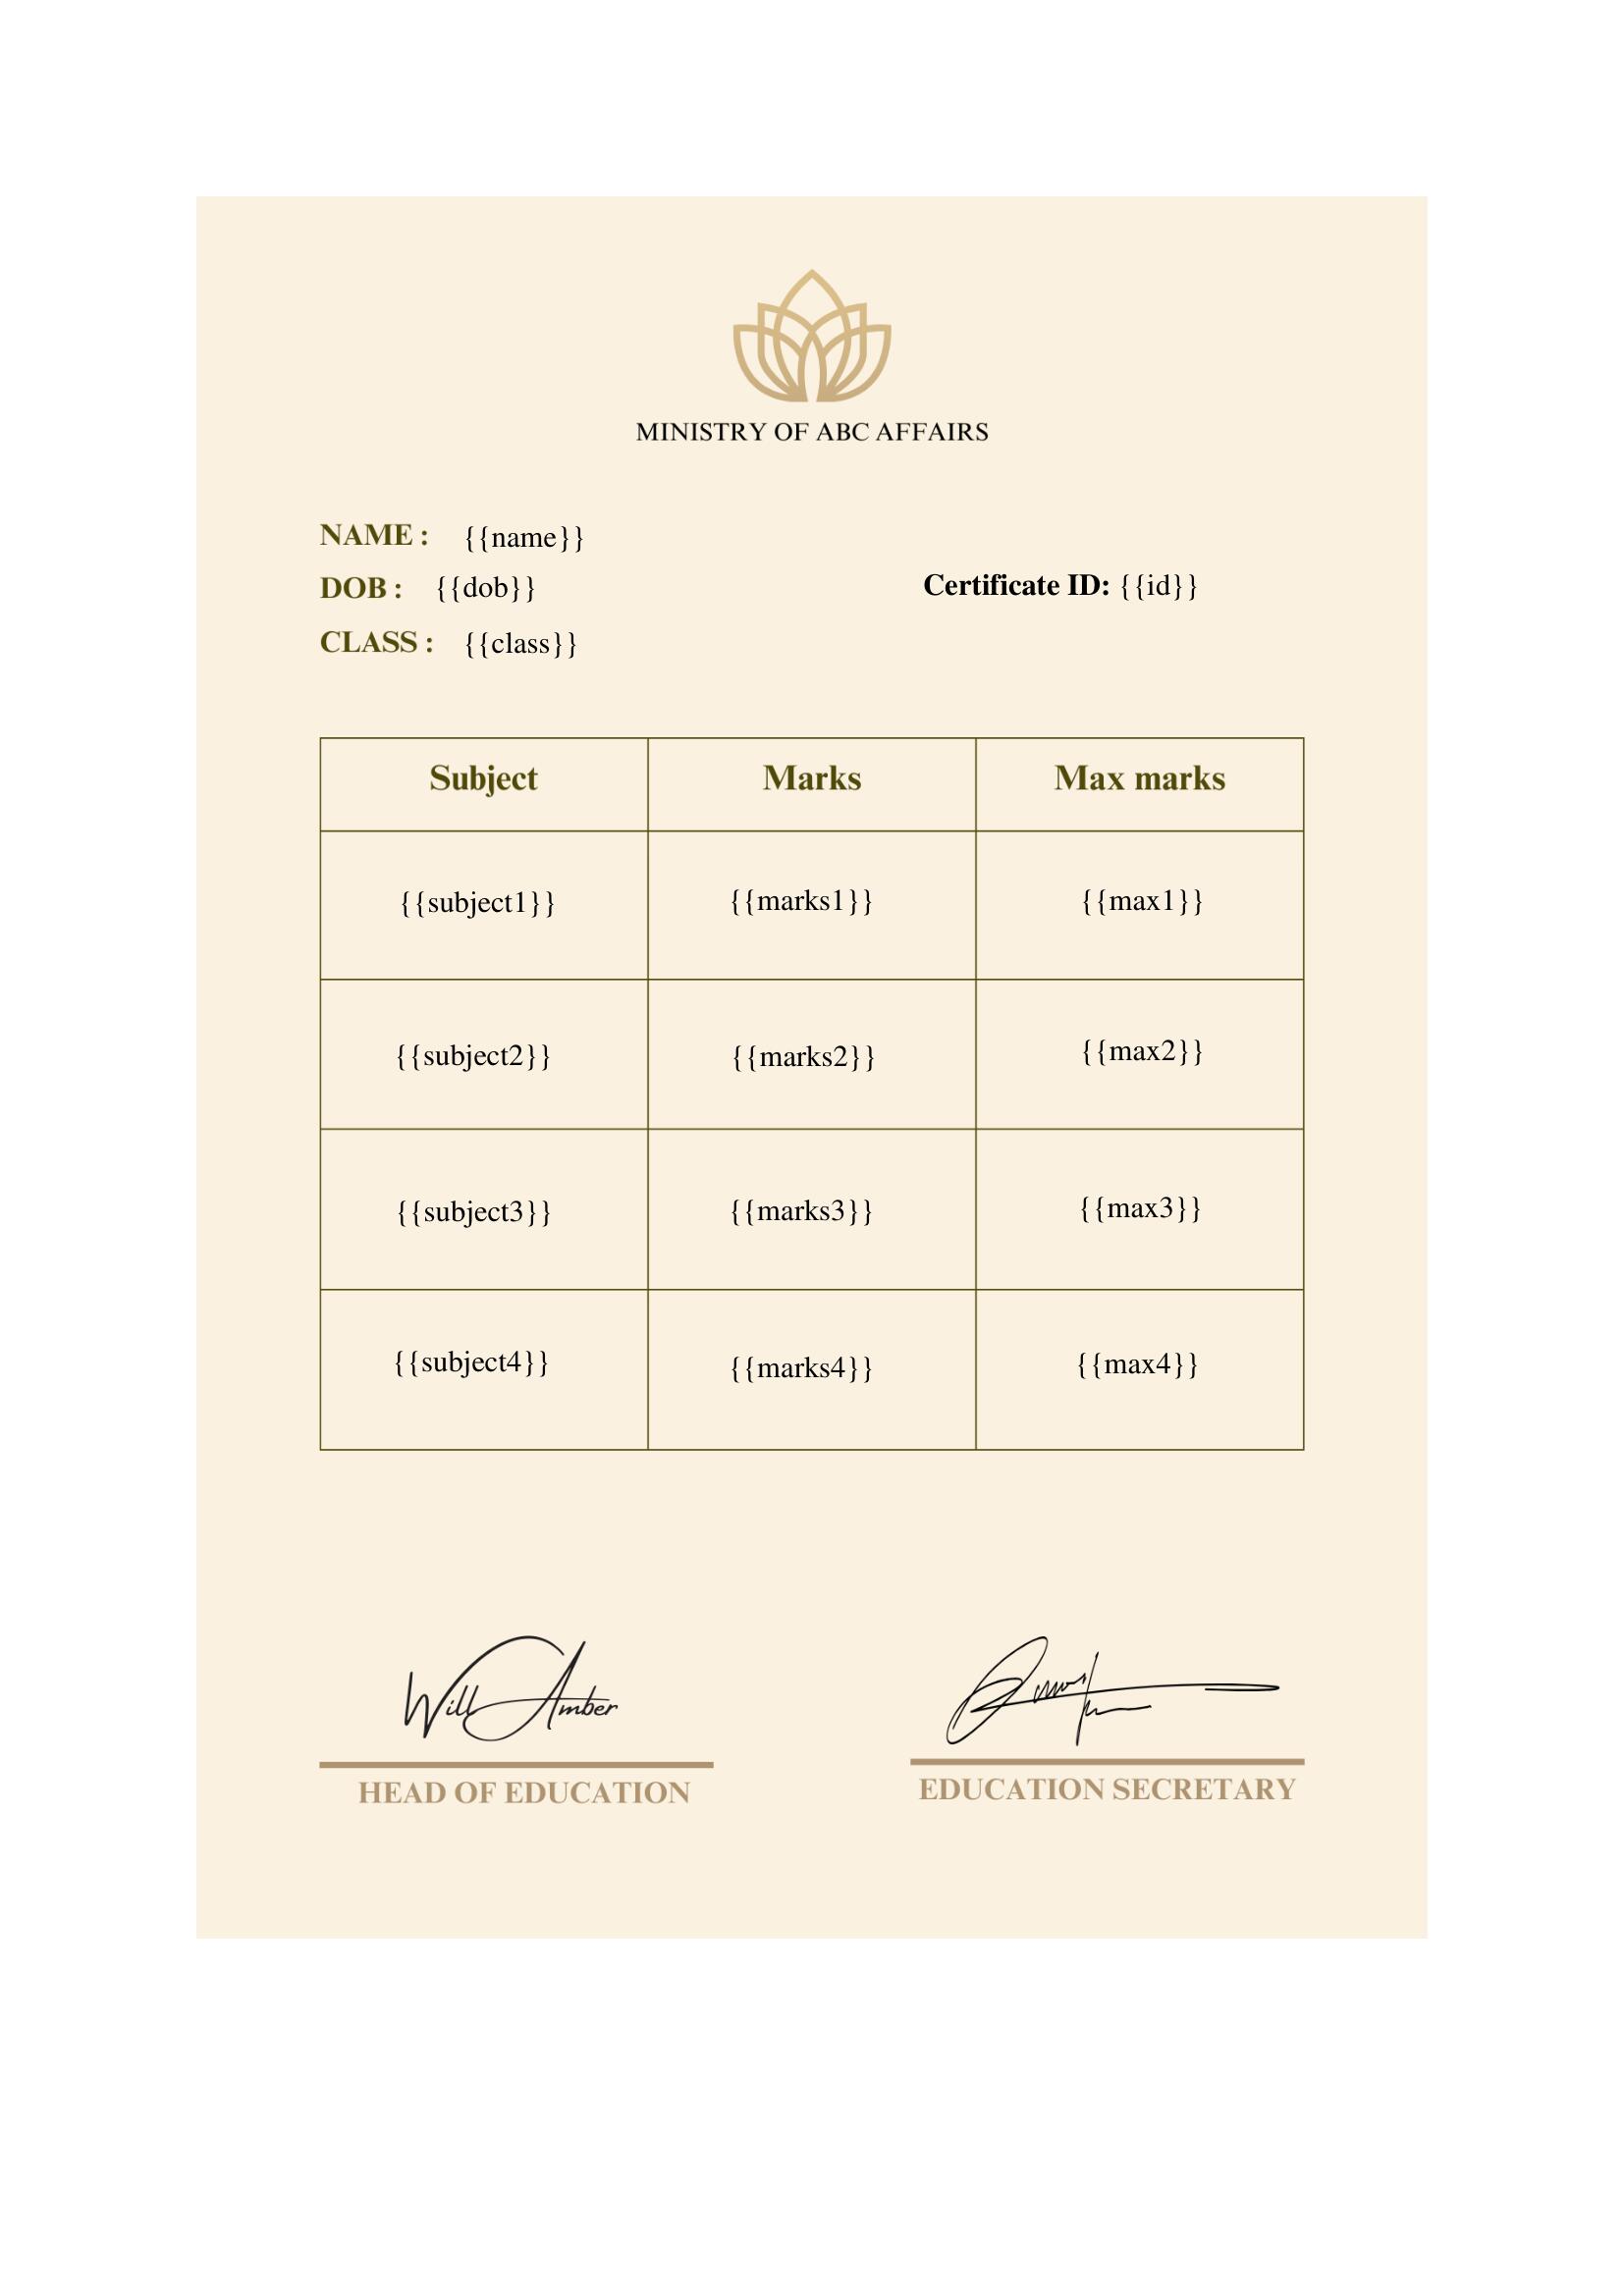 MINISTRY OF ABC AFFAIRS
NAME : {{name}}
DOB : {{dob}}
Certificate ID: {{id}}
CLASS : {{class}}
Subject Marks Max marks
{{subject1}} {{marks1}} {{max1}}
{{subject2}} {{marks2}} {{max2}}
{{subject3}} {{marks3}} {{max3}}
{{subject4}} {{marks4}} {{max4}}
Will Amber
HEAD OF EDUCATION
EDUCATION SECRETARY